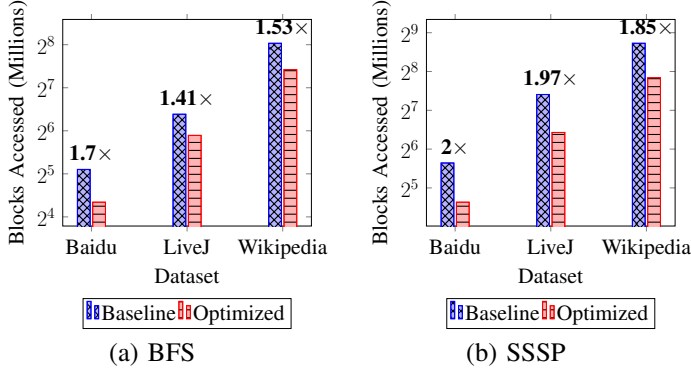 Blocks Accessed (Millions)
2^8
2^7
2^6
2^5
2^4
1.7×
1.41×
1.53×
Baidu LiveJ Wikipedia
Dataset
Baseline Optimized
(a) BFS
Blocks Accessed (Millions)
2^9
2^8
2^7
2^6
2^5
2×
1.97×
1.85×
Baidu LiveJ Wikipedia
Dataset
Baseline Optimized
(b) SSSP